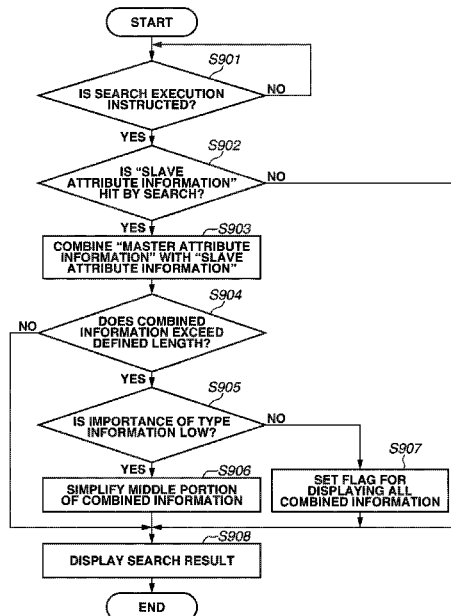 START
S901
IS SEARCH EXECUTION
INSTRUCTED?
NO
YES
S902
IS "SLAVE
ATTRIBUTE INFORMATION"
HIT BY SEARCH?
NO
YES
S903
COMBINE "MASTER ATTRIBUTE
INFORMATION" WITH "SLAVE
ATTRIBUTE INFORMATION"
S904
NO
DOES COMBINED
INFORMATION EXCEED
DEFINED LENGTH?
YES
S905
IS IMPORTANCE OF TYPE
INFORMATION LOW?
NO
YES
S906
SIMPLIFY MIDDLE PORTION
OF COMBINED INFORMATION
S907
SET FLAG FOR
DISPLAYING ALL
COMBINED INFORMATION
S908
DISPLAY SEARCH RESULT
END